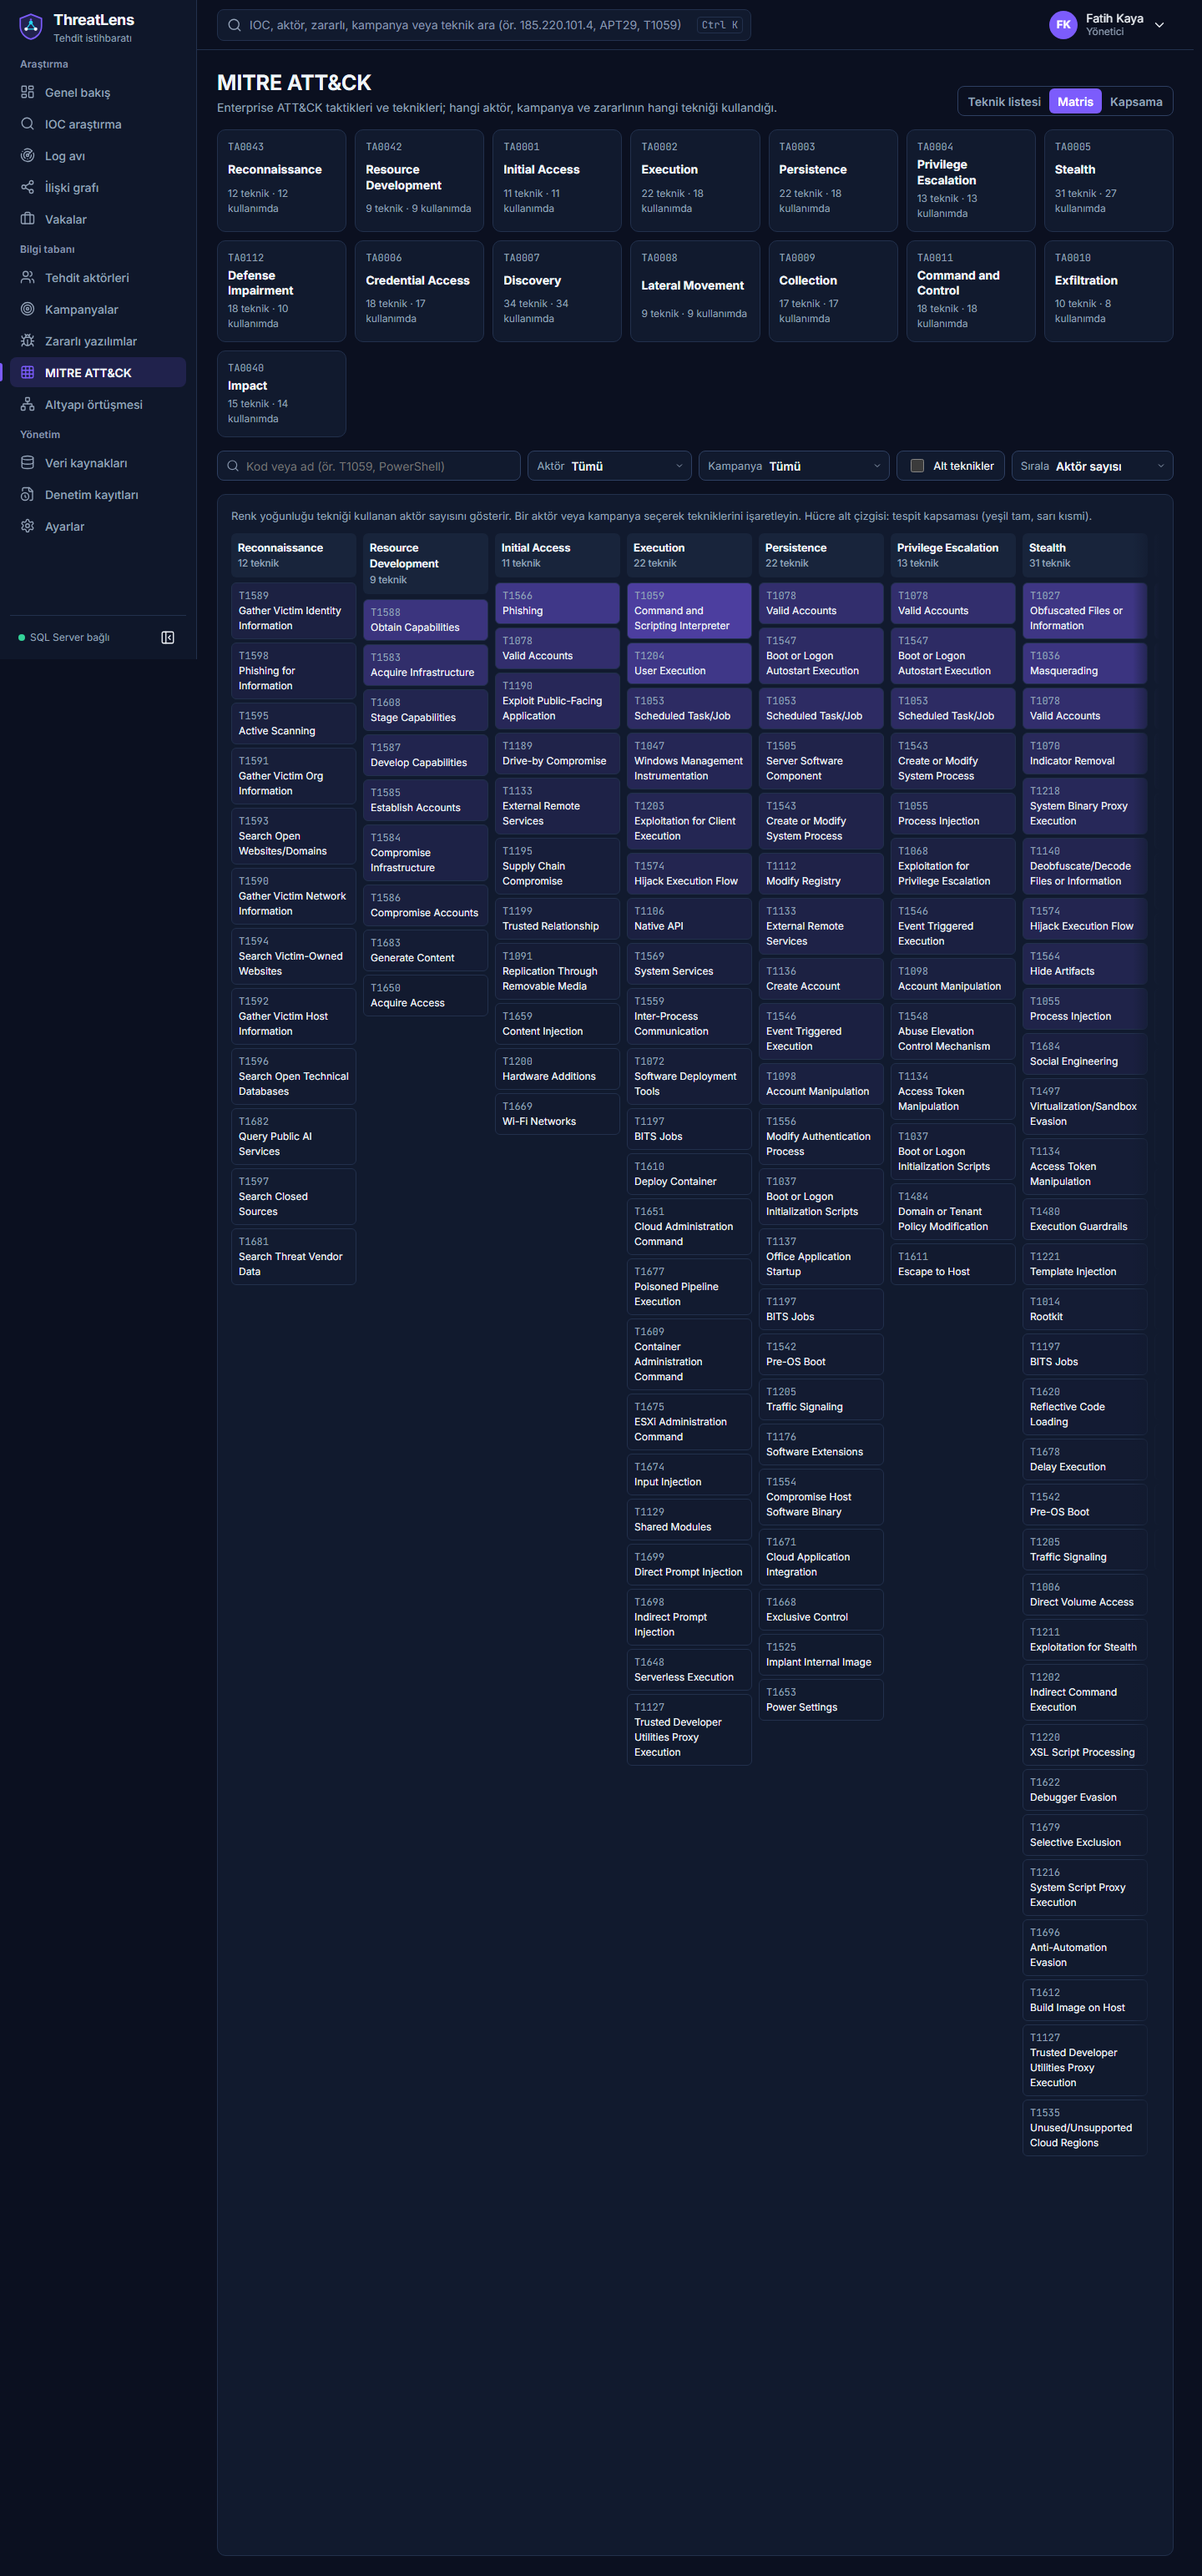 ThreatLens
Tehdit istihbaratı
Araştırma
Genel bakış
IOC araştırma
Log avı
İlişki grafı
Vakalar
Bilgi tabanı
Tehdit aktörleri
Kampanyalar
Zararlı yazılımlar
MITRE ATT&CK
Altyapı örtüşmesi
Yönetim
Veri kaynakları
Denetim kayıtları
Ayarlar
SQL Server bağlı
IOC, aktör, zararlı, kampanya veya teknik ara (ör. 185.220.101.4, APT29, T1059)
Ctrl K
FK
Fatih Kaya
Yönetici
MITRE ATT&CK
Enterprise ATT&CK taktikleri ve teknikleri; hangi aktör, kampanya ve zararlının hangi tekniği kullandığı.
Teknik listesi
Matris
Kapsama
TA0043
Reconnaissance
12 teknik · 12
kullanımda
TA0042
Resource
Development
9 teknik · 9 kullanımda
TA0001
Initial Access
11 teknik · 11
kullanımda
TA0002
Execution
22 teknik · 18
kullanımda
TA0003
Persistence
22 teknik · 18
kullanımda
TA0004
Privilege
Escalation
13 teknik · 13
kullanımda
TA0005
Stealth
31 teknik · 27
kullanımda
TA0112
Defense
Impairment
18 teknik · 10
kullanımda
TA0006
Credential Access
18 teknik · 17
kullanımda
TA0007
Discovery
34 teknik · 34
kullanımda
TA0008
Lateral Movement
9 teknik · 9 kullanımda
TA0009
Collection
17 teknik · 17
kullanımda
TA0011
Command and
Control
18 teknik · 18
kullanımda
TA0010
Exfiltration
10 teknik · 8
kullanımda
TA0040
Impact
15 teknik · 14
kullanımda
Kod veya ad (ör. T1059, PowerShell)
Aktör Tümü
Kampanya Tümü
Alt teknikler
Sırala Aktör sayısı
Renk yoğunluğu tekniği kullanan aktör sayısını gösterir. Bir aktör veya kampanya seçerek tekniklerini işaretleyin. Hücre alt çizgisi: tespit kapsaması (yeşil tam, sarı kısmi).
Reconnaissance
12 teknik
T1589
Gather Victim Identity
Information
T1598
Phishing for
Information
T1595
Active Scanning
T1591
Gather Victim Org
Information
T1593
Search Open
Websites/Domains
T1590
Gather Victim Network
Information
T1594
Search Victim-Owned
Websites
T1592
Gather Victim Host
Information
T1596
Search Open Technical
Databases
T1682
Query Public AI
Services
T1597
Search Closed
Sources
T1681
Search Threat Vendor
Data
Resource
Development
9 teknik
T1588
Obtain Capabilities
T1583
Acquire Infrastructure
T1608
Stage Capabilities
T1587
Develop Capabilities
T1585
Establish Accounts
T1584
Compromise
Infrastructure
T1586
Compromise Accounts
T1683
Generate Content
T1650
Acquire Access
Initial Access
11 teknik
T1566
Phishing
T1078
Valid Accounts
T1190
Exploit Public-Facing
Application
T1189
Drive-by Compromise
T1133
External Remote
Services
T1195
Supply Chain
Compromise
T1199
Trusted Relationship
T1091
Replication Through
Removable Media
T1659
Content Injection
T1200
Hardware Additions
T1669
Wi-Fi Networks
Execution
22 teknik
T1059
Command and
Scripting Interpreter
T1204
User Execution
T1053
Scheduled Task/Job
T1047
Windows Management
Instrumentation
T1203
Exploitation for Client
Execution
T1574
Hijack Execution Flow
T1106
Native API
T1569
System Services
T1559
Inter-Process
Communication
T1072
Software Deployment
Tools
T1197
BITS Jobs
T1610
Deploy Container
T1651
Cloud Administration
Command
T1677
Poisoned Pipeline
Execution
T1609
Container
Administration
Command
T1675
ESXi Administration
Command
T1674
Input Injection
T1129
Shared Modules
T1699
Direct Prompt Injection
T1698
Indirect Prompt
Injection
T1648
Serverless Execution
T1127
Trusted Developer
Utilities Proxy
Execution
Persistence
22 teknik
T1078
Valid Accounts
T1547
Boot or Logon
Autostart Execution
T1053
Scheduled Task/Job
T1505
Server Software
Component
T1543
Create or Modify
System Process
T1112
Modify Registry
T1133
External Remote
Services
T1136
Create Account
T1546
Event Triggered
Execution
T1098
Account Manipulation
T1556
Modify Authentication
Process
T1037
Boot or Logon
Initialization Scripts
T1137
Office Application
Startup
T1197
BITS Jobs
T1542
Pre-OS Boot
T1205
Traffic Signaling
T1176
Software Extensions
T1554
Compromise Host
Software Binary
T1671
Cloud Application
Integration
T1668
Exclusive Control
T1525
Implant Internal Image
T1653
Power Settings
Privilege Escalation
13 teknik
T1078
Valid Accounts
T1547
Boot or Logon
Autostart Execution
T1053
Scheduled Task/Job
T1543
Create or Modify
System Process
T1055
Process Injection
T1068
Exploitation for
Privilege Escalation
T1546
Event Triggered
Execution
T1098
Account Manipulation
T1548
Abuse Elevation
Control Mechanism
T1134
Access Token
Manipulation
T1037
Boot or Logon
Initialization Scripts
T1484
Domain or Tenant
Policy Modification
T1611
Escape to Host
Stealth
31 teknik
T1027
Obfuscated Files or
Information
T1036
Masquerading
T1078
Valid Accounts
T1070
Indicator Removal
T1218
System Binary Proxy
Execution
T1140
Deobfuscate/Decode
Files or Information
T1574
Hijack Execution Flow
T1564
Hide Artifacts
T1055
Process Injection
T1684
Social Engineering
T1497
Virtualization/Sandbox
Evasion
T1134
Access Token
Manipulation
T1480
Execution Guardrails
T1221
Template Injection
T1014
Rootkit
T1197
BITS Jobs
T1620
Reflective Code
Loading
T1678
Delay Execution
T1542
Pre-OS Boot
T1205
Traffic Signaling
T1006
Direct Volume Access
T1211
Exploitation for Stealth
T1202
Indirect Command
Execution
T1220
XSL Script Processing
T1622
Debugger Evasion
T1679
Selective Exclusion
T1216
System Script Proxy
Execution
T1696
Anti-Automation
Evasion
T1612
Build Image on Host
T1127
Trusted Developer
Utilities Proxy
Execution
T1535
Unused/Unsupported
Cloud Regions